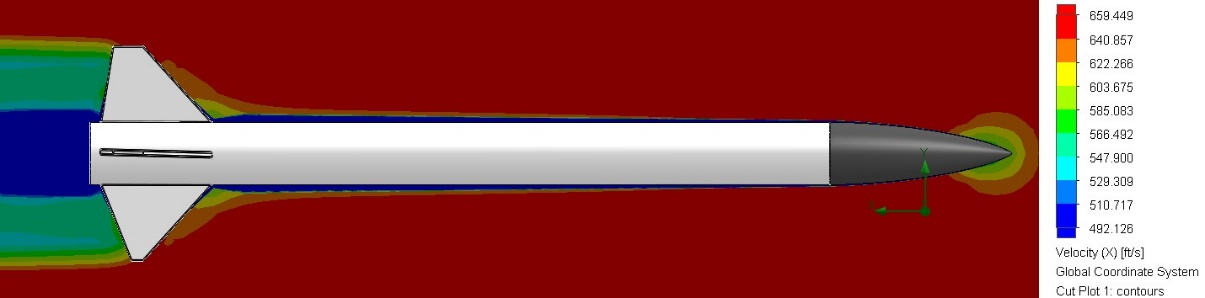 659.449
640.857
622.266
603.675
585.083
566.492
547.900
529.309
510.717
492.126
Velocity (X) [ft/s]
Global Coordinate System
Cut Plot 1: contours
Y